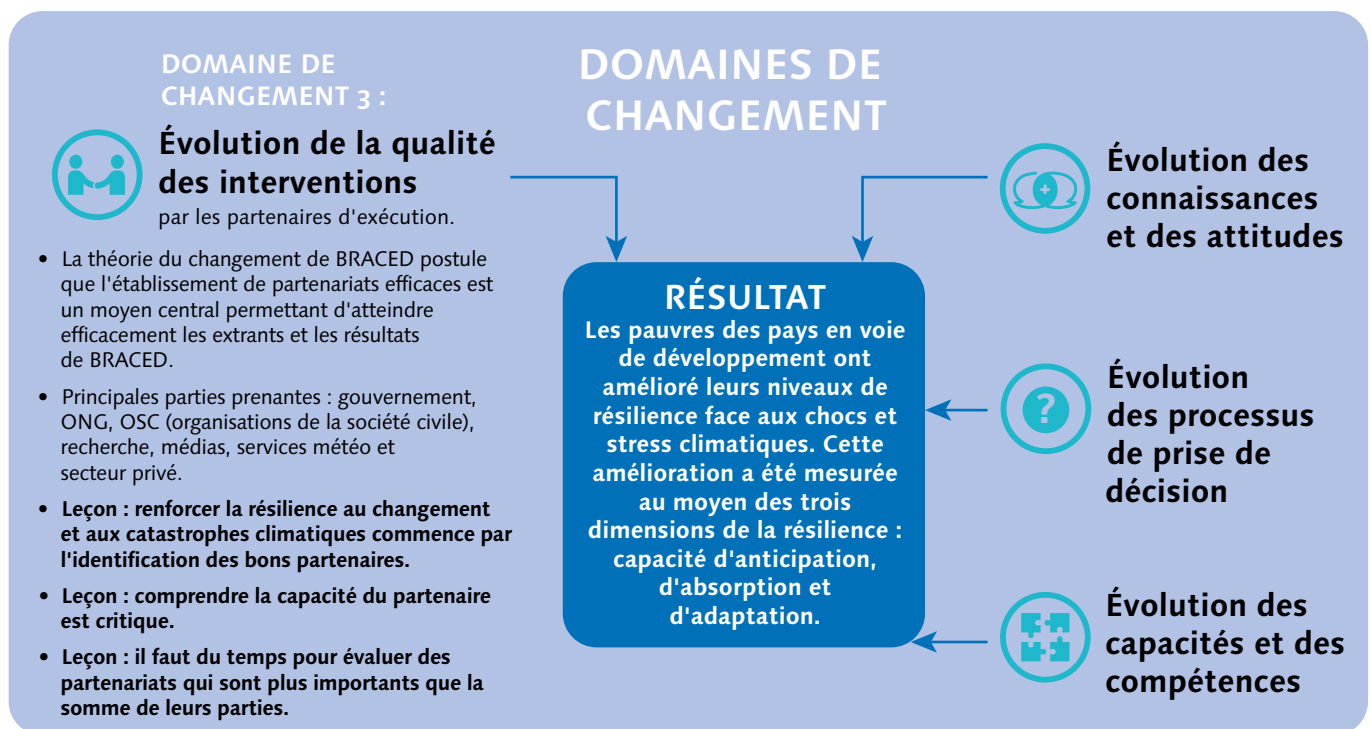 DOMAINE DE
CHANGEMENT 3 :
Évolution de la qualité
des interventions
par les partenaires d'exécution.
• La théorie du changement de BRACED postule
que l'établissement de partenariats efficaces est
un moyen central permettant d'atteindre
efficacement les extrants et les résultats
de BRACED.
• Principales parties prenantes : gouvernement,
ONG, OSC (organisations de la société civile),
recherche, médias, services météo et
secteur privé.
• Leçon : renforcer la résilience au changement
et aux catastrophes climatiques commence par
l'identification des bons partenaires.
• Leçon : comprendre la capacité du partenaire
est critique.
• Leçon : il faut du temps pour évaluer des
partenariats qui sont plus importants que la
somme de leurs parties.
DOMAINES DE
CHANGEMENT
RÉSULTAT
Les pauvres des pays en voie
de développement ont
amélioré leurs niveaux de
résilience face aux chocs et
stress climatiques. Cette
amélioration a été mesurée
au moyen des trois
dimensions de la résilience :
capacité d'anticipation,
d'absorption et
d'adaptation.
Évolution des
connaissances
et des attitudes
?
Évolution
des processus
de prise de
décision
Évolution des
capacités et des
compétences